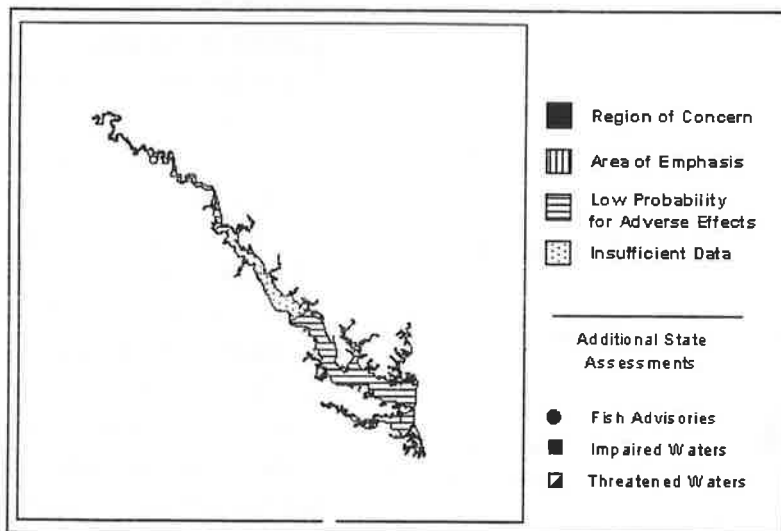 Region of Concern
Area of Emphasis
Low Probability
for Adverse Effects
Insufficient Data
Additional State
Assessments
Fish Advisories
Impaired Waters
Threatened Waters